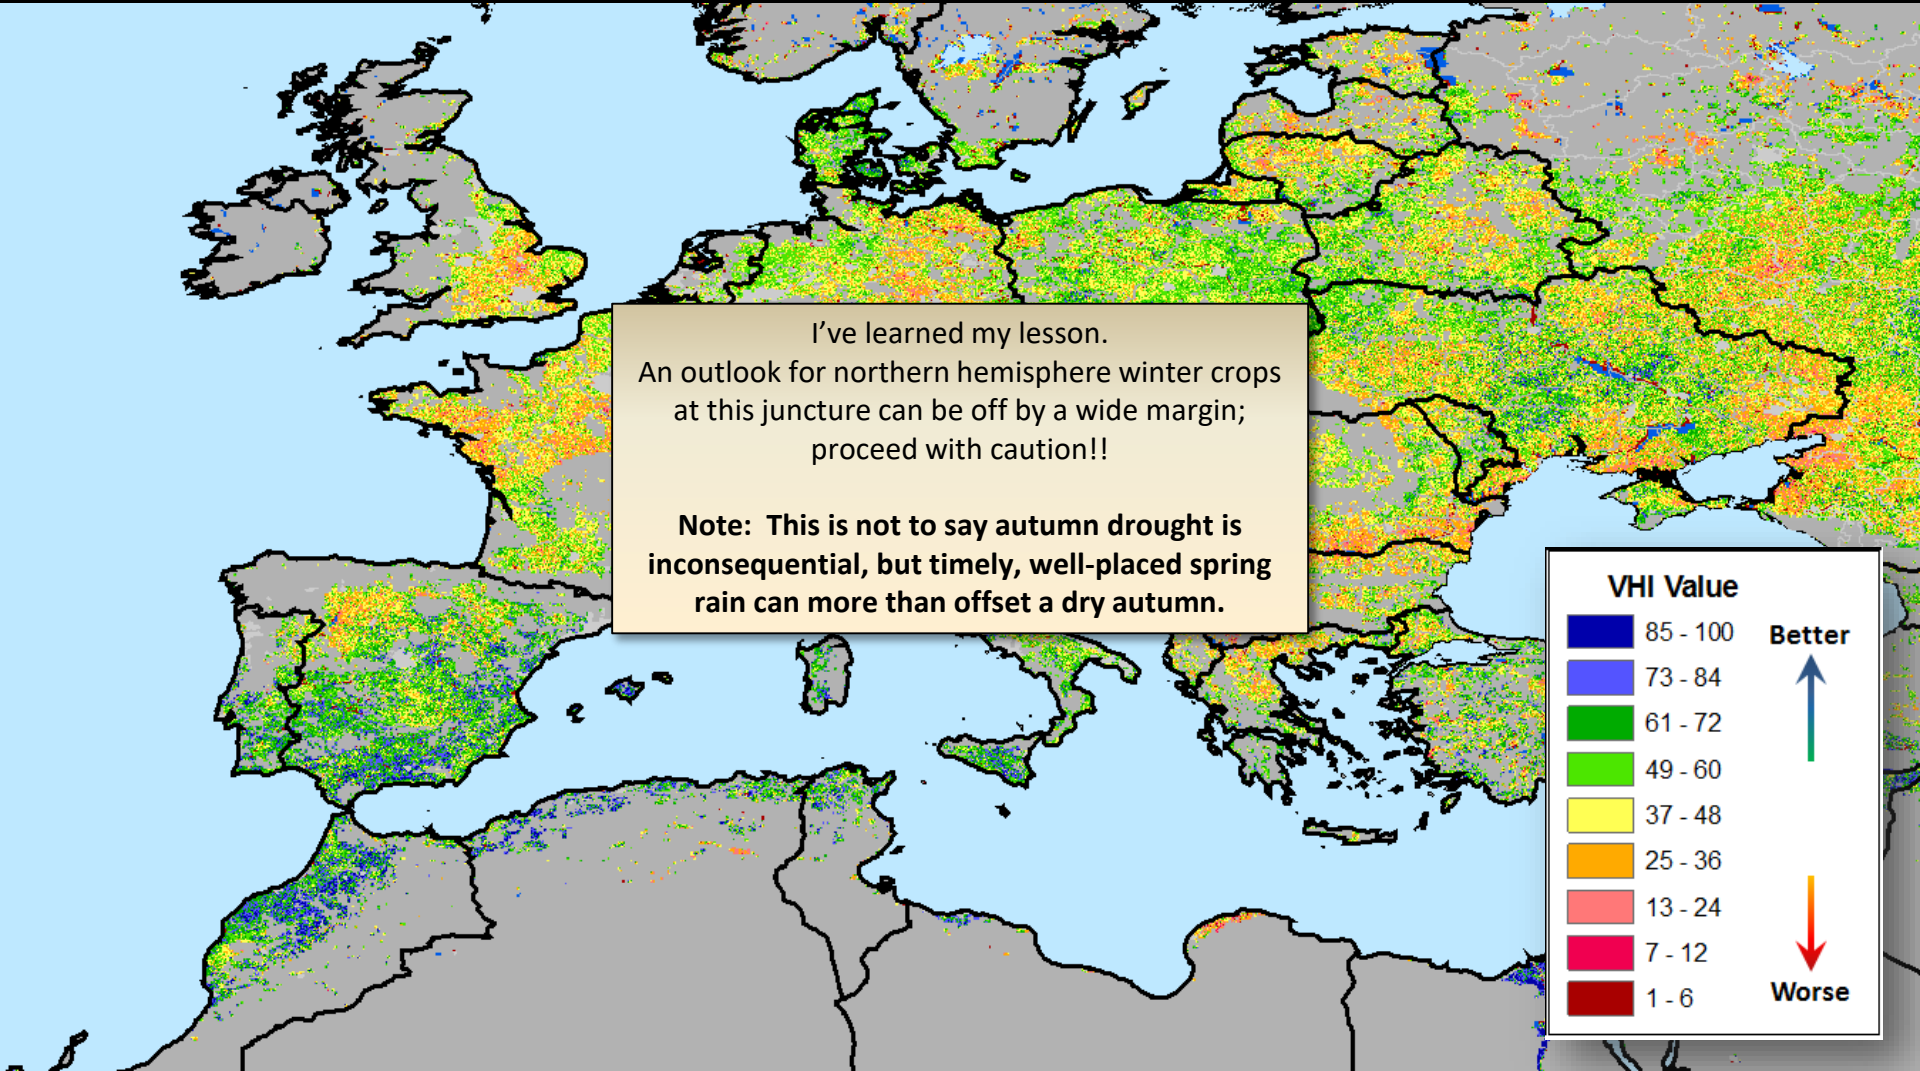 I’ve learned my lesson.
An outlook for northern hemisphere winter crops
at this juncture can be off by a wide margin;
proceed with caution!!
Note:  This is not to say autumn drought is
inconsequential, but timely, well-placed spring
rain can more than offset a dry autumn.
VHI Value
85 - 100
Better
73 - 84
61 - 72
49 - 60
37 - 48
25 - 36
13 - 24
7 - 12
1 - 6
Worse